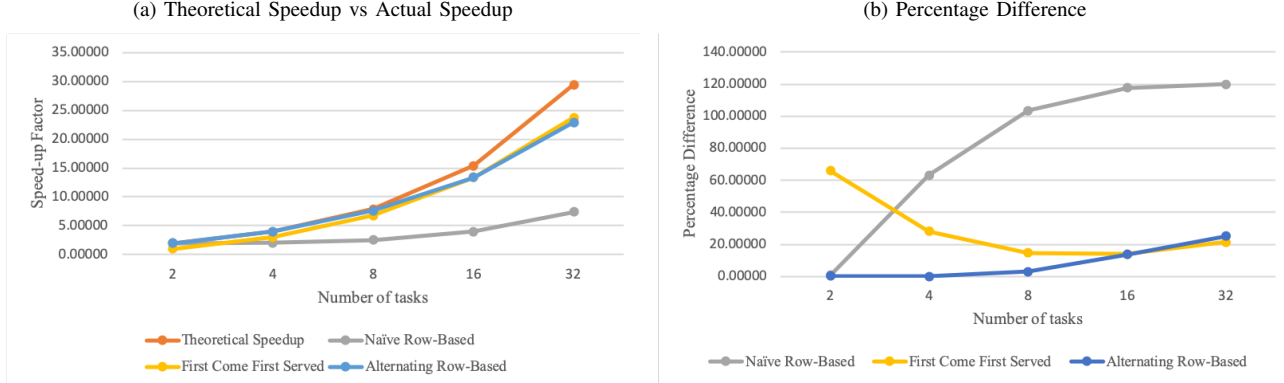 (a) Theoretical Speedup vs Actual Speedup
35.00000
30.00000
25.00000
20.00000
15.00000
10.00000
5.00000
0.00000
Speed-up Factor
2 4 8 16 32
Number of tasks
Theoretical Speedup Naïve Row-Based
First Come First Served Alternating Row-Based
(b) Percentage Difference
140.00000
120.00000
100.00000
80.00000
60.00000
40.00000
20.00000
0.00000
Percentage Difference
2 4 8 16 32
Number of tasks
Naïve Row-Based First Come First Served Alternating Row-Based